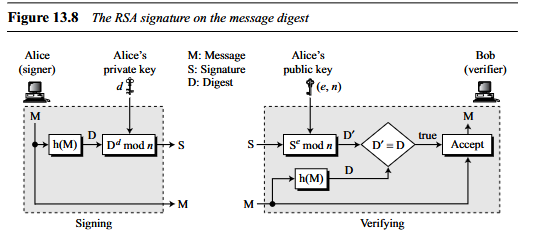 Figure 13.8 The RSA signature on the message digest
Alice
(signer)
Alice's
private key
d
M: Message
S: Signature
D: Digest
Alice's
public key
(e, n)
Bob
(verifier)
M
h(M)
D
D^d mod n
S
M
Signing
S
S^e mod n
D'
D' = D
true
Accept
M
h(M)
D
M
Verifying